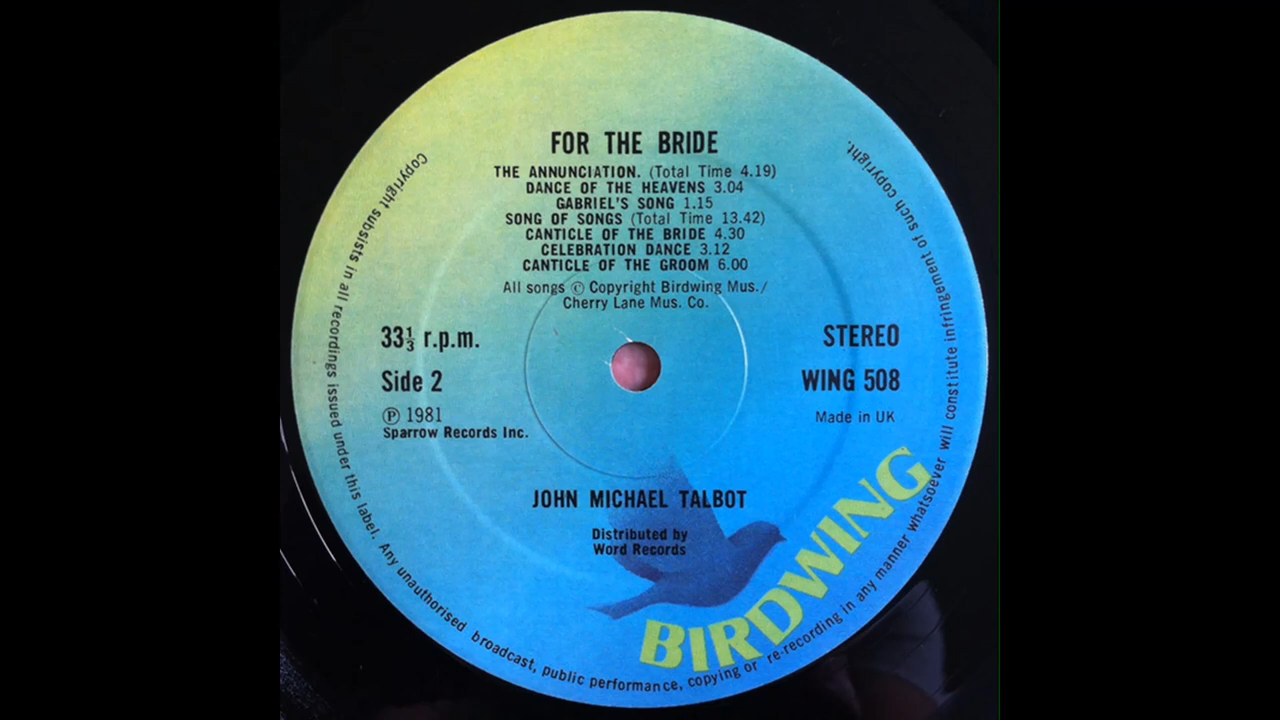 FOR THE BRIDE
THE ANNUNCIATION. (Total Time 4.19)
DANCE OF THE HEAVENS 3.04
GABRIEL'S SONG 1.15
SONG OF SONGS (Total Time 13.42)
CANTICLE OF THE BRIDE 4.30
CELEBRATION DANCE 3.12
CANTICLE OF THE GROOM 6.00
All songs © Copyright Birdwing Mus./
Cherry Lane Mus. Co.
33⅓ r.p.m.
STEREO
Side 2
WING 508
℗ 1981
Made in UK
Sparrow Records Inc.
JOHN MICHAEL TALBOT
Distributed by
Word Records
BIRDWING
Copyright subsists in all recordings issued under this label. Any unauthorised broadcast, public performance, copying or re-recording in any manner whatsoever will constitute infringement of such copyright.